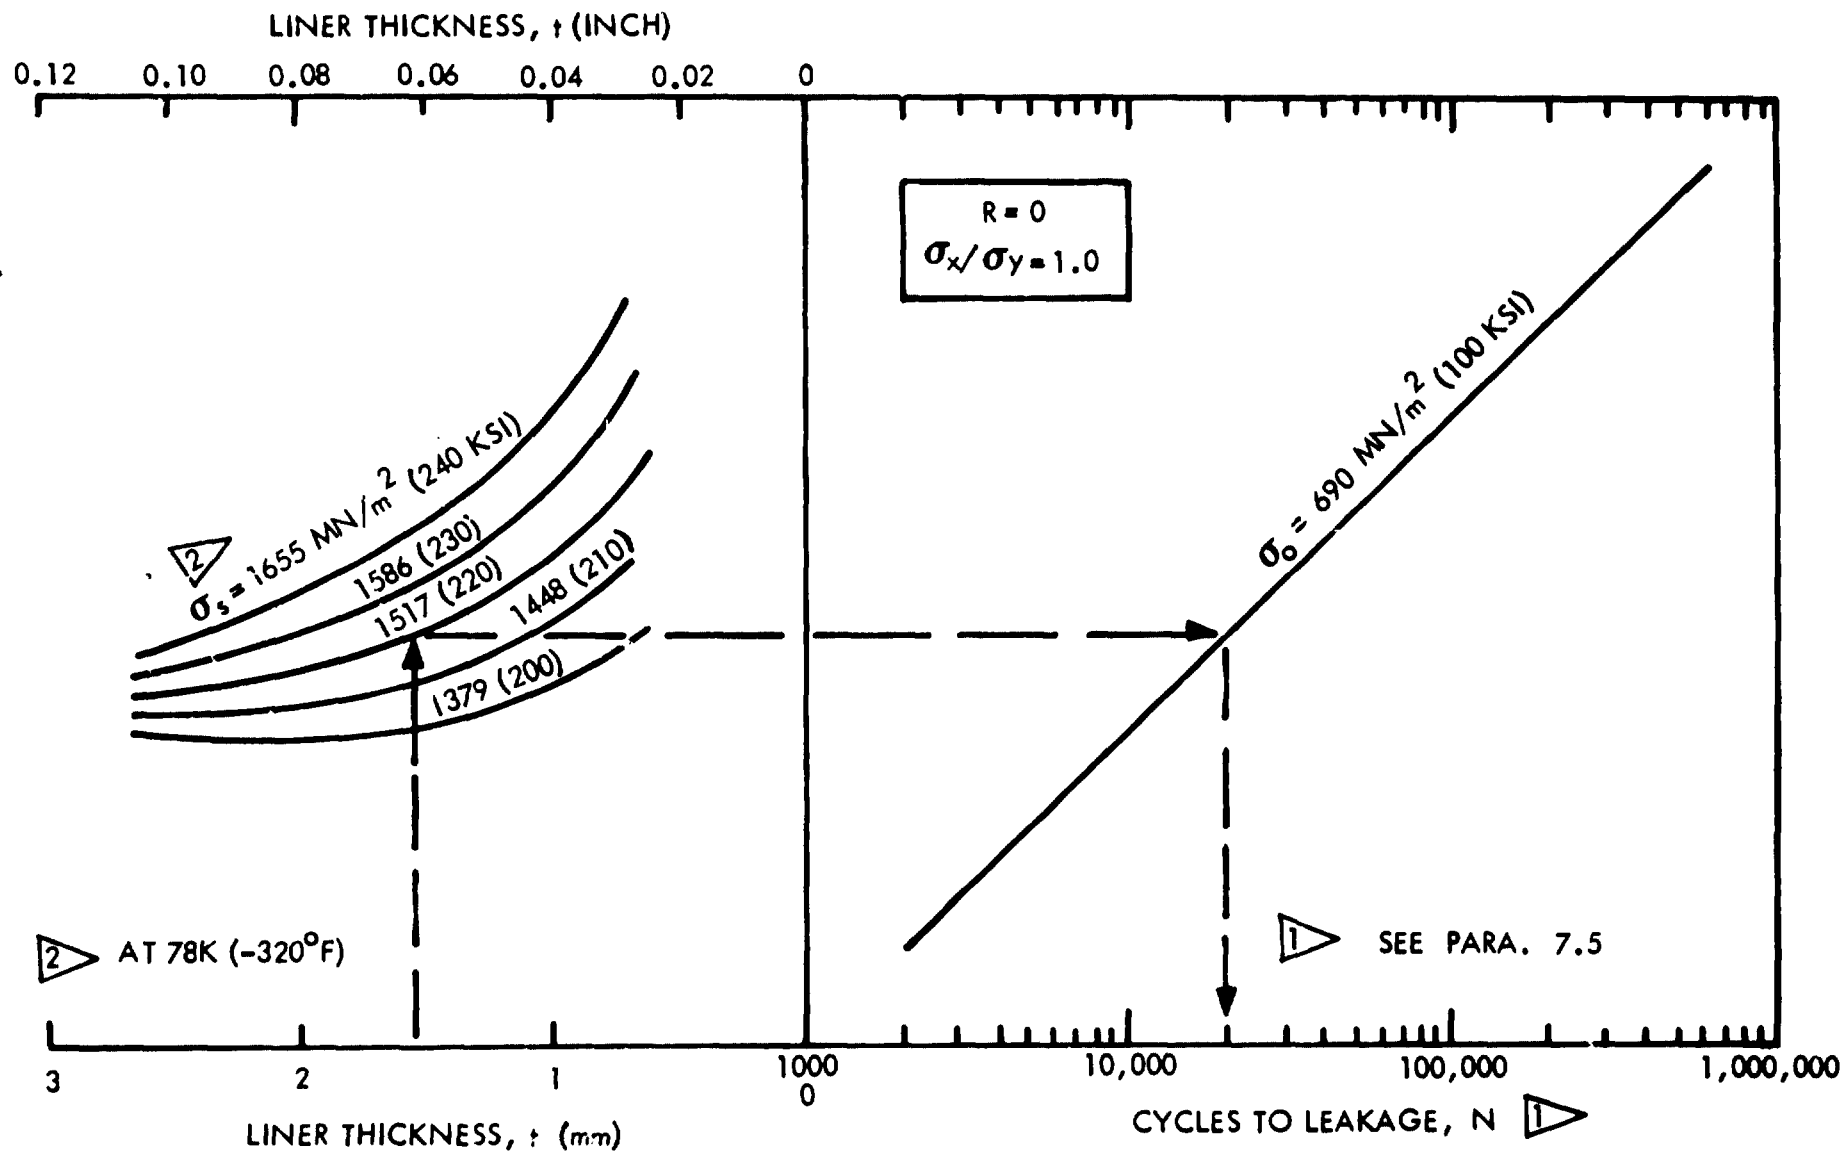 LINER THICKNESS, t (INCH)
0.12 0.10 0.08 0.06 0.04 0.02 0
R = 0
σx/σy = 1.0
σo = 690 MN/m² (100 KSI)
2
σs = 1655 MN/m² (240 KSI)
1586 (230)
1517 (220)
1448 (210)
1379 (200)
2 AT 78K (-320°F)
1 SEE PARA. 7.5
3 2 1 0
1000 10,000 100,000 1,000,000
LINER THICKNESS, t (mm)
CYCLES TO LEAKAGE, N 1